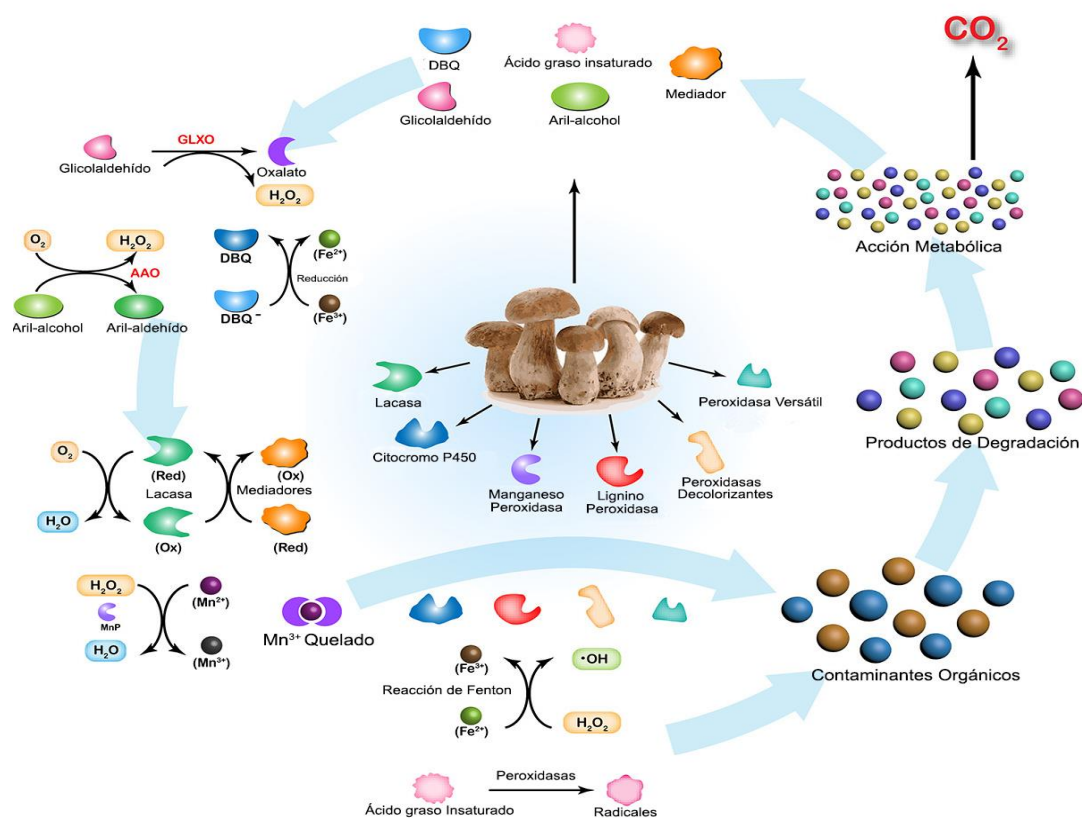 CO₂
DBQ
Ácido graso insaturado
Mediador
Glicolaldehído
Aril-alcohol
GLXO
Glicolaldehído
Oxalato
H₂O₂
Acción Metabólica
O₂
H₂O₂
AAO
Aril-alcohol
Aril-aldehído
DBQ
(Fe²⁺)
Reducción
DBQ⁻
(Fe³⁺)
Lacasa
Peroxidasa Versátil
Citocromo P450
Manganeso
Peroxidasa
Lignino
Peroxidasa
Peroxidasas
Decolorizantes
Productos de Degradación
O₂
(Red)
Lacasa
(Ox)
Mediadores
H₂O
(Ox)
(Red)
H₂O₂
MnP
H₂O
(Mn²⁺)
(Mn³⁺)
Mn³⁺ Quelado
(Fe³⁺)
•OH
Reacción de Fenton
(Fe²⁺)
H₂O₂
Contaminantes Orgánicos
Peroxidasas
Ácido graso Insaturado
Radicales